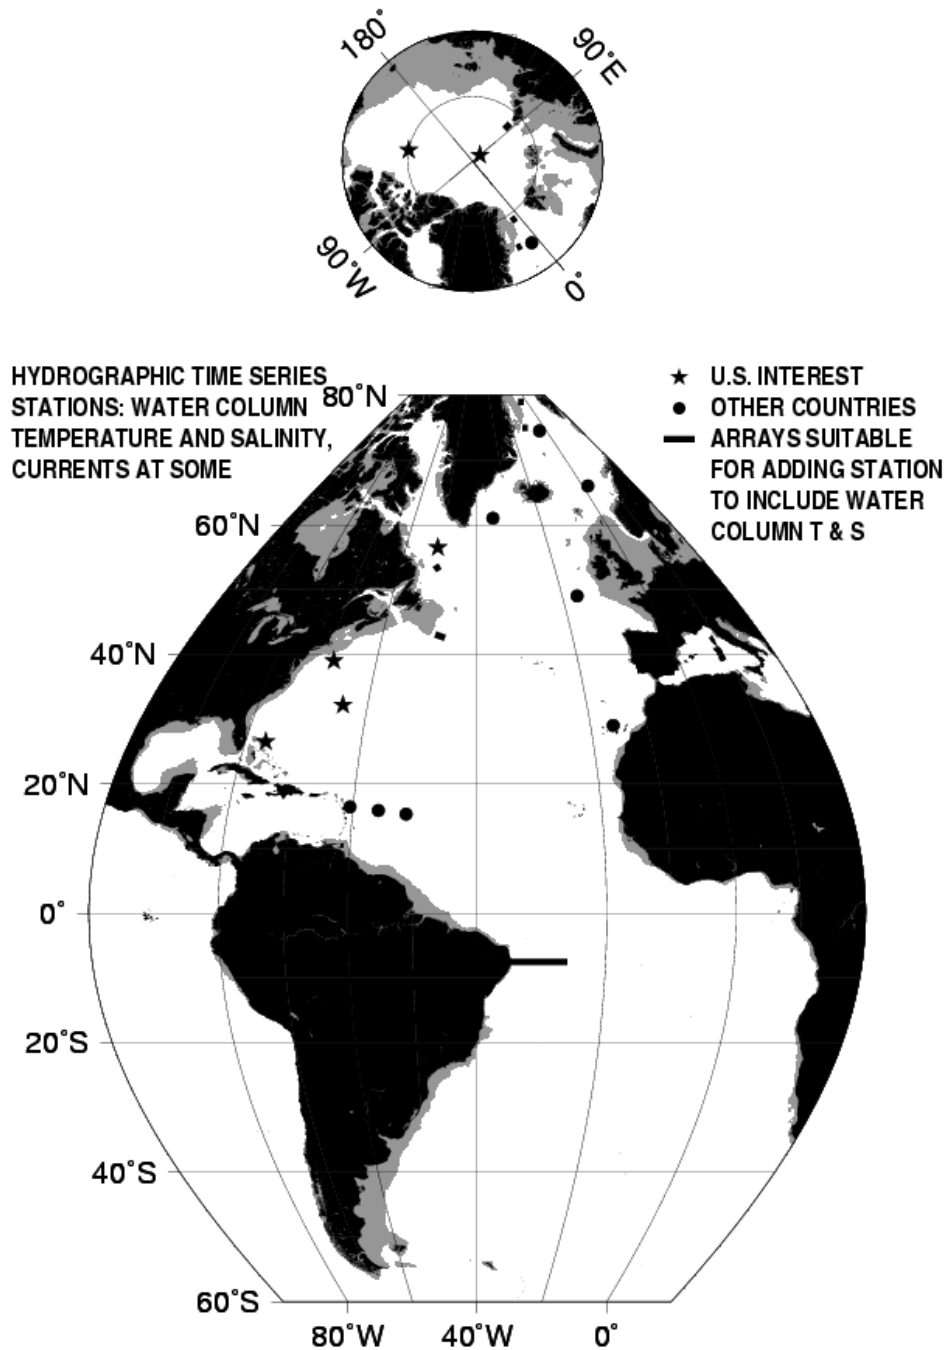 180°
90°E
90°W
0°
HYDROGRAPHIC TIME SERIES
STATIONS: WATER COLUMN
TEMPERATURE AND SALINITY,
CURRENTS AT SOME
U.S. INTEREST
OTHER COUNTRIES
ARRAYS SUITABLE
FOR ADDING STATION
TO INCLUDE WATER
COLUMN T & S
80°N
60°N
40°N
20°N
0°
20°S
40°S
60°S
80°W 40°W 0°